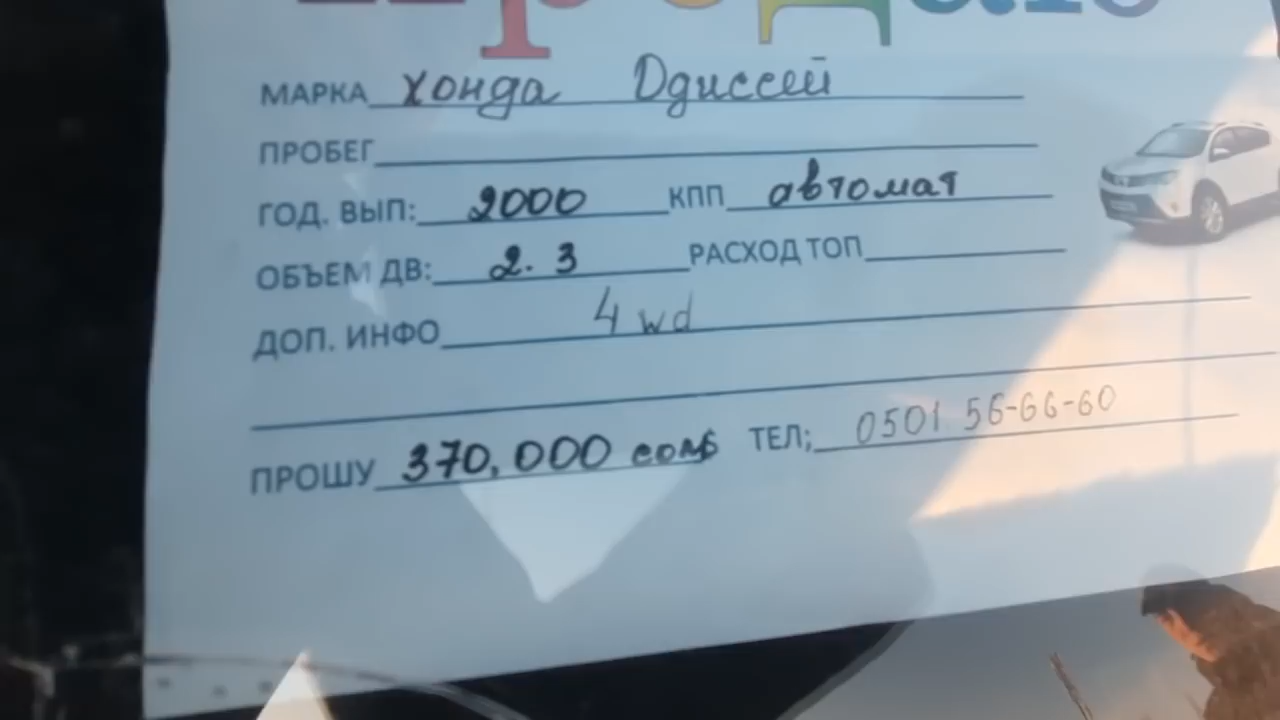 Продаю
МАРКА Хонда Одиссей
ПРОБЕГ
ГОД. ВЫП: 2000 КПП автомат
ОБЪЕМ ДВ: 2.3 РАСХОД ТОП
ДОП. ИНФО 4wd
ПРОШУ 370,000 сом ТЕЛ; 0501 56-66-60